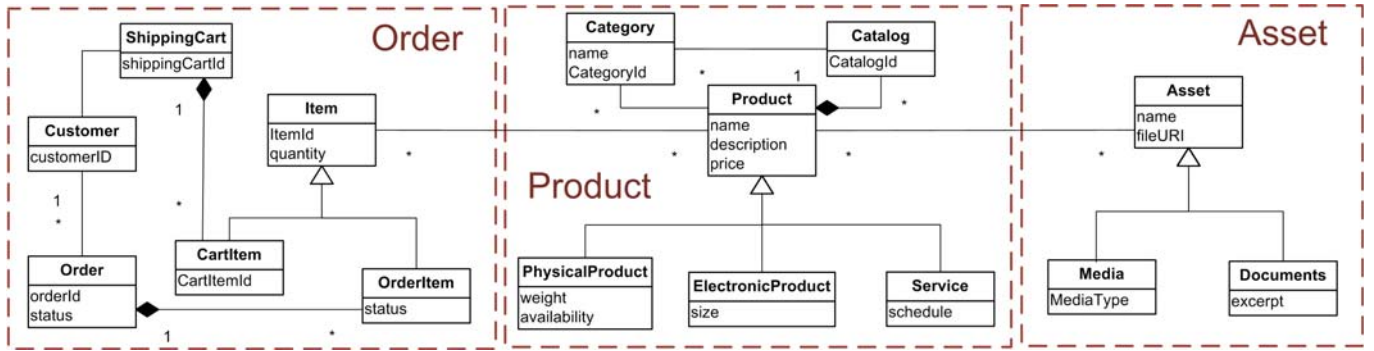 Order
ShippingCart
shippingCartId
1
*
Customer
customerID
1
*
Item
ItemId
quantity
*
CartItem
CartItemId
Order
orderId
status
1
*
OrderItem
status
Product
Category
name
CategoryId
*
*
Catalog
CatalogId
1
*
Product
name
description
price
*
*
PhysicalProduct
weight
availability
ElectronicProduct
size
Service
schedule
Asset
Asset
name
fileURI
*
Media
MediaType
Documents
excerpt